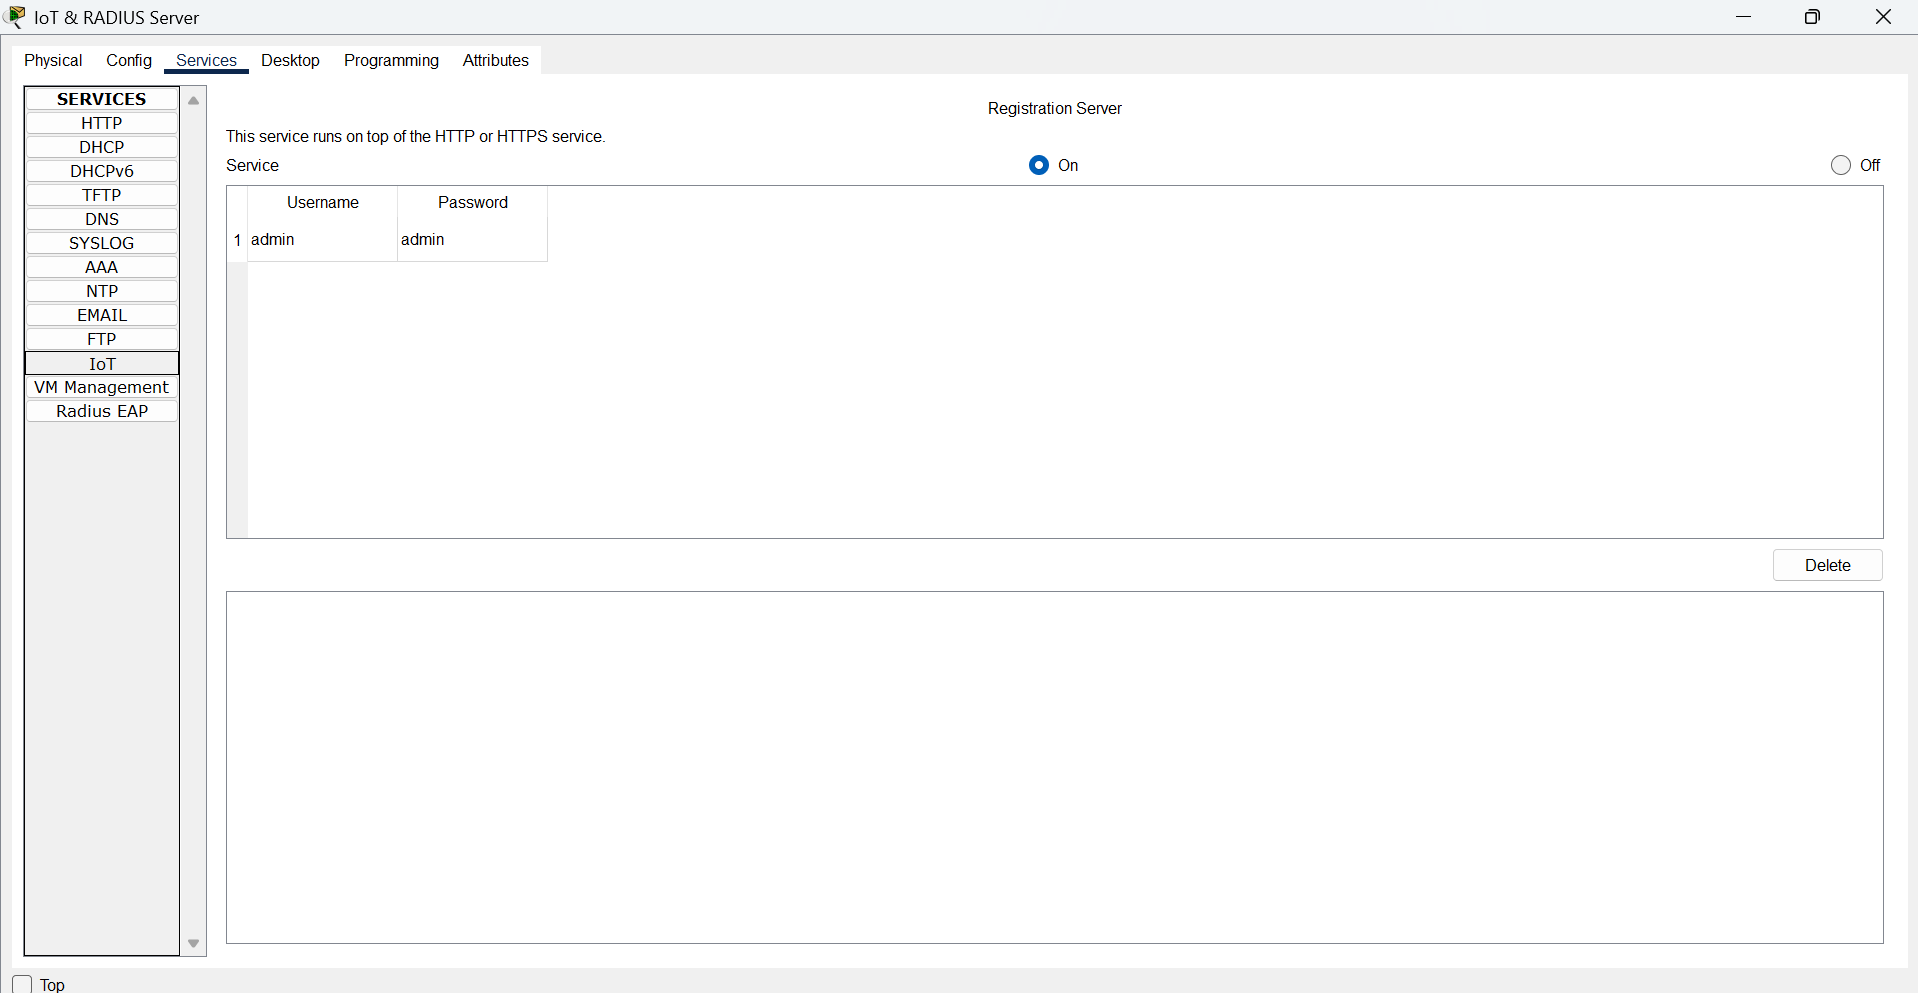 IoT & RADIUS Server
Physical Config Services Desktop Programming Attributes
SERVICES
HTTP
DHCP
DHCPv6
TFTP
DNS
SYSLOG
AAA
NTP
EMAIL
FTP
IoT
VM Management
Radius EAP
Registration Server
This service runs on top of the HTTP or HTTPS service.
Service On Off
Username Password
1 admin admin
Delete
Top